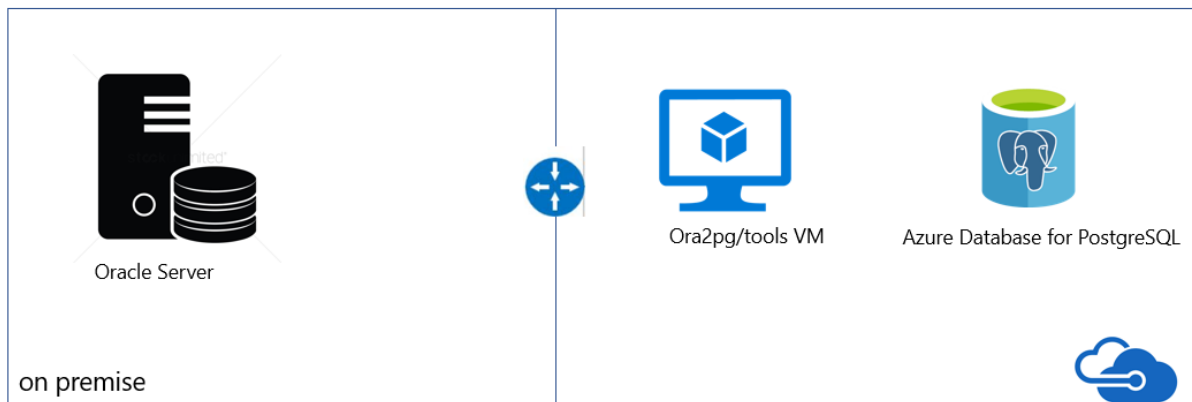 Oracle Server
Ora2pg/tools VM
Azure Database for PostgreSQL
on premise